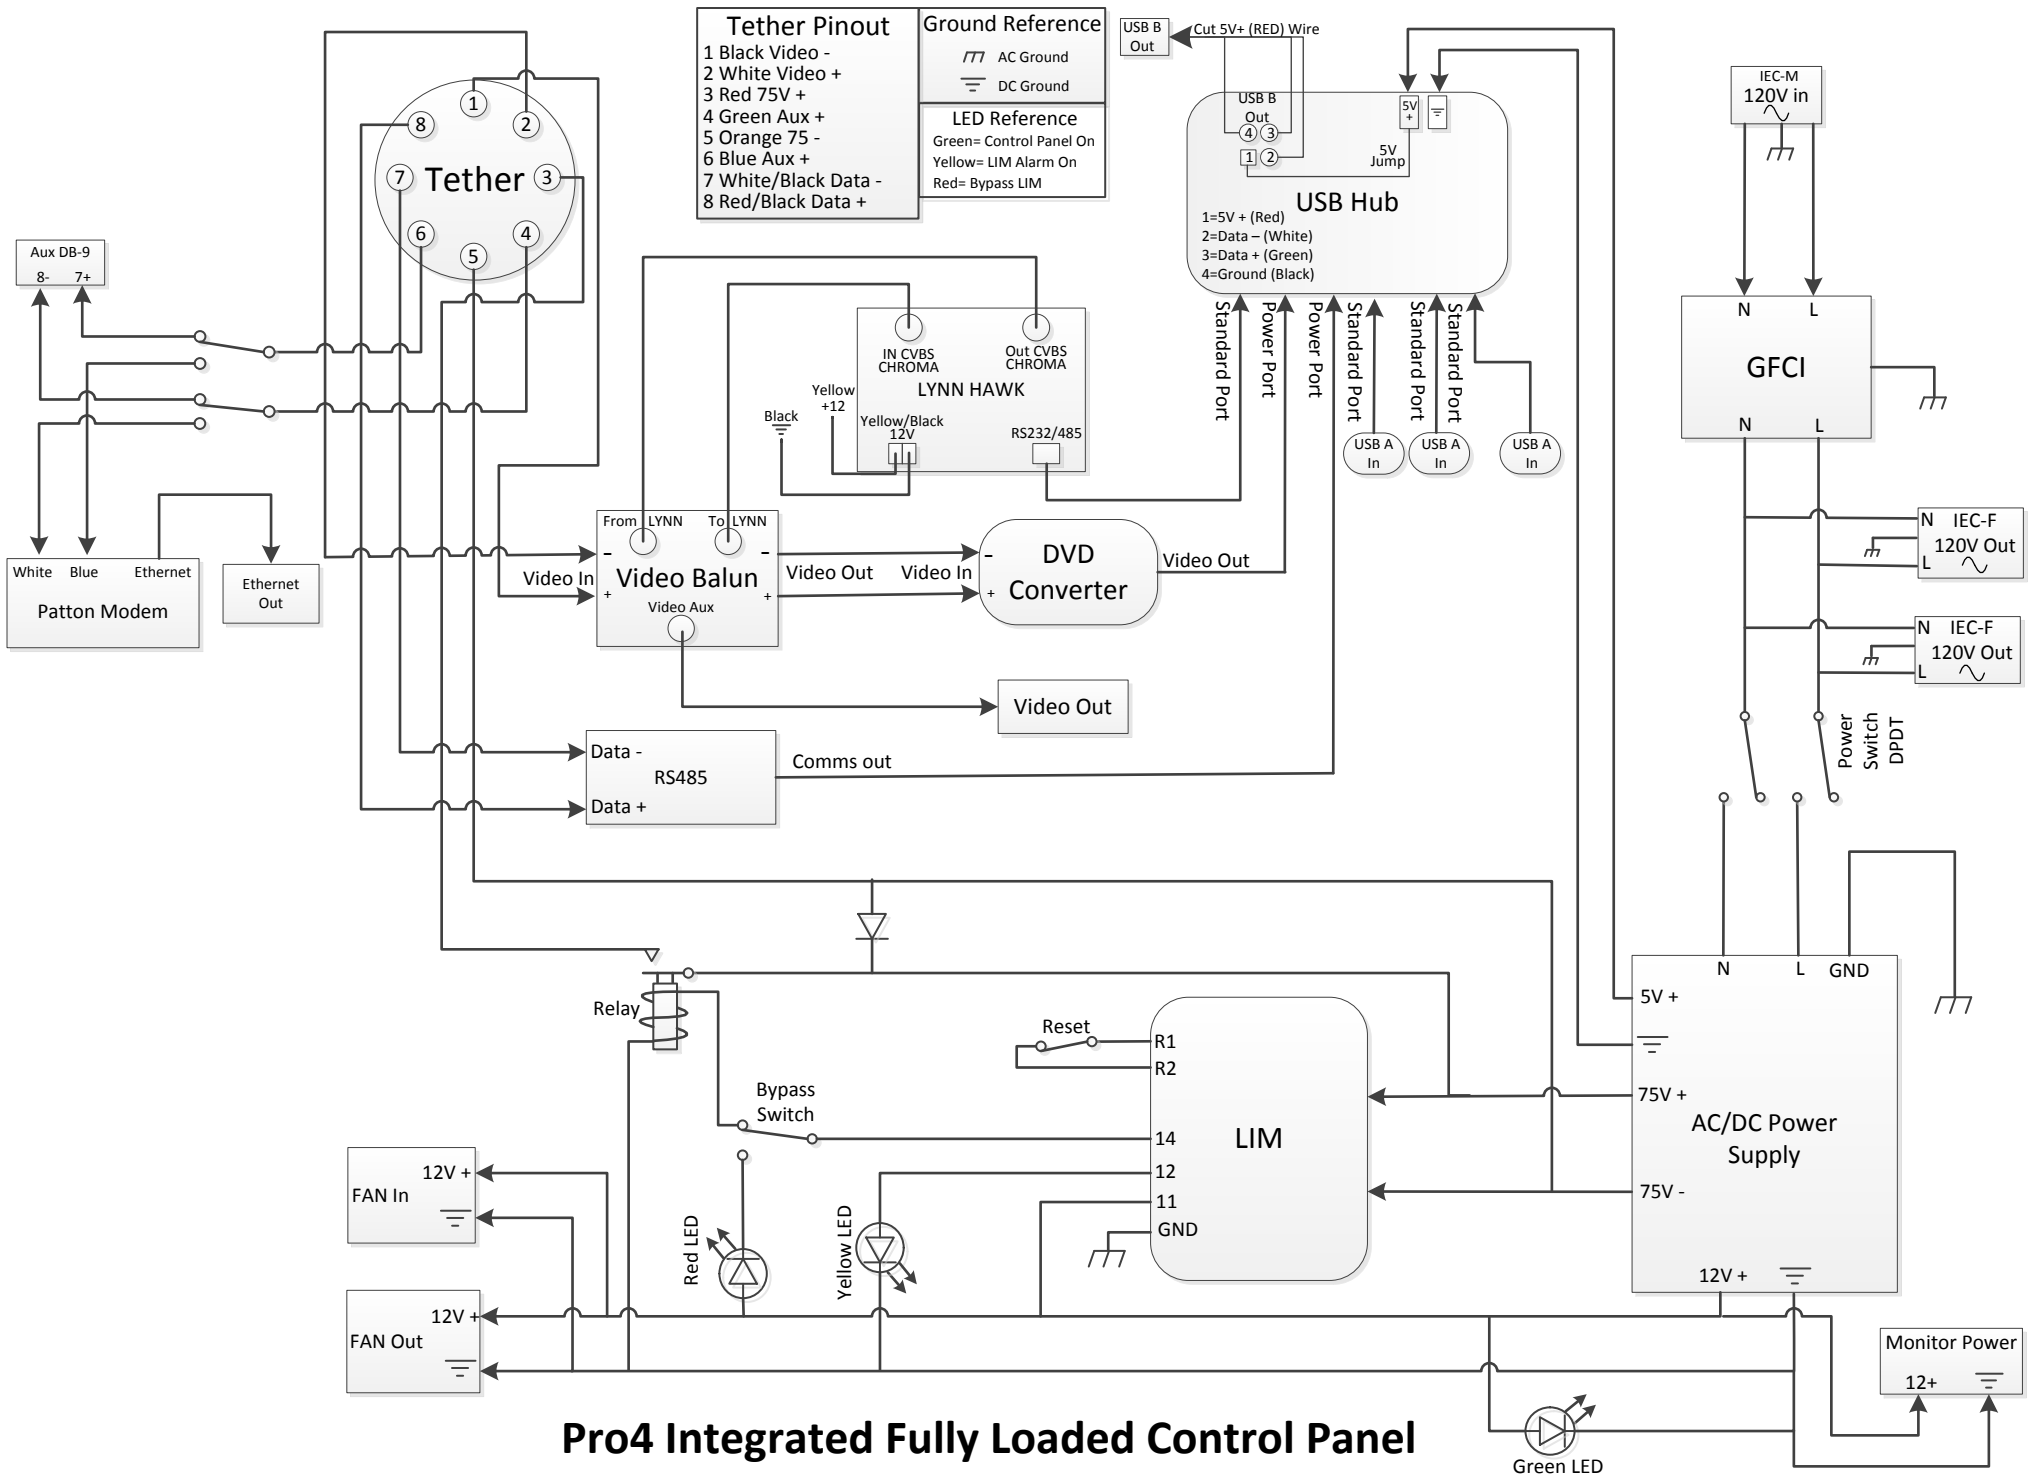 Tether Pinout
1 Black Video -
2 White Video +
3 Red 75V +
4 Green Aux +
5 Orange 75 -
6 Blue Aux +
7 White/Black Data -
8 Red/Black Data +
Ground Reference
AC Ground
DC Ground
LED Reference
Green= Control Panel On
Yellow= LIM Alarm On
Red= Bypass LIM
USB B
Out
Cut 5V+ (RED) Wire
USB B
Out
4 3
1 2
5V
+
5V
Jump
USB Hub
1=5V + (Red)
2=Data – (White)
3=Data + (Green)
4=Ground (Black)
Standard Port
Power Port
Power Port
Standard Port
Standard Port
Standard Port
USB A
In
USB A
In
USB A
In
IEC-M
120V in
N L
GFCI
N L
N IEC-F
120V Out
L
N IEC-F
120V Out
L
Power
Switch
DPDT
1
2
3
4
5
6
7
8
Tether
Aux DB-9
8- 7+
White Blue Ethernet
Patton Modem
Ethernet
Out
IN CVBS
CHROMA
Out CVBS
CHROMA
LYNN HAWK
Yellow
+12
Black
Yellow/Black
12V
RS232/485
From LYNN To LYNN
- -
Video In
Video Balun
Video Out
+ +
Video Aux
Video In
-
+
DVD
Converter
Video Out
Video Out
Data -
RS485
Data +
Comms out
Relay
Reset
R1
R2
Bypass
Switch
LIM
14
12
11
GND
Red LED
Yellow LED
N L GND
5V +
75V +
AC/DC Power
Supply
75V -
12V +
12V +
FAN In
12V +
FAN Out
Monitor Power
12+
Green LED
Pro4 Integrated Fully Loaded Control Panel